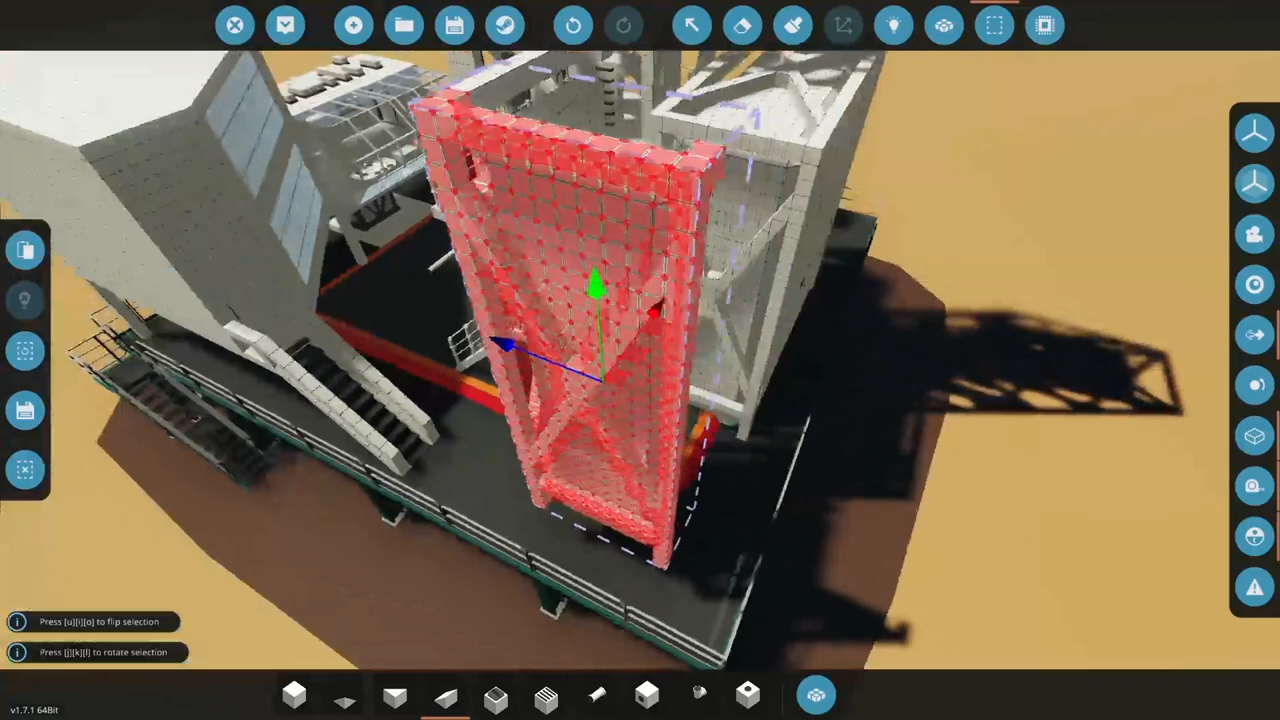 Press [u][i][o] to flip selection
Press [j][k][l] to rotate selection
v1.7.1 64Bit